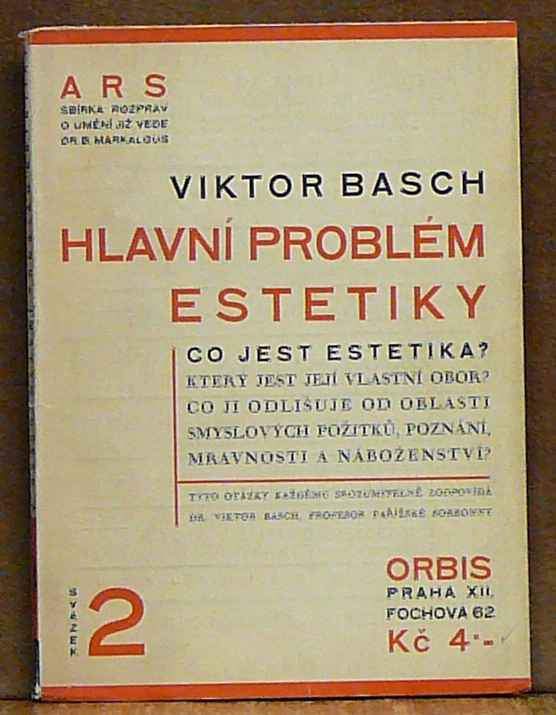 ARS
SBÍRKA ROZPRAV
O UMĚNÍ JIŽ VEDE
DR. B. MARKALOUS
VIKTOR BASCH
HLAVNÍ PROBLÉM
ESTETIKY
CO JEST ESTETIKA?
KTERÝ JEST JEJÍ VLASTNÍ OBOR?
CO JI ODLIŠUJE OD OBLASTI
SMYSLOVÝCH POŽITKŮ, POZNÁNÍ,
MRAVNOSTI A NÁBOŽENSTVÍ?
TYTO OTÁZKY KAŽDÉMU SROZUMITELNĚ ZODPOVÍDÁ
DR. VIKTOR BASCH, PROFESOR PAŘÍŽSKÉ SORBONNY
SVAZEK 2
ORBIS
PRAHA XII,
FOCHOVA 62
Kč 4·-